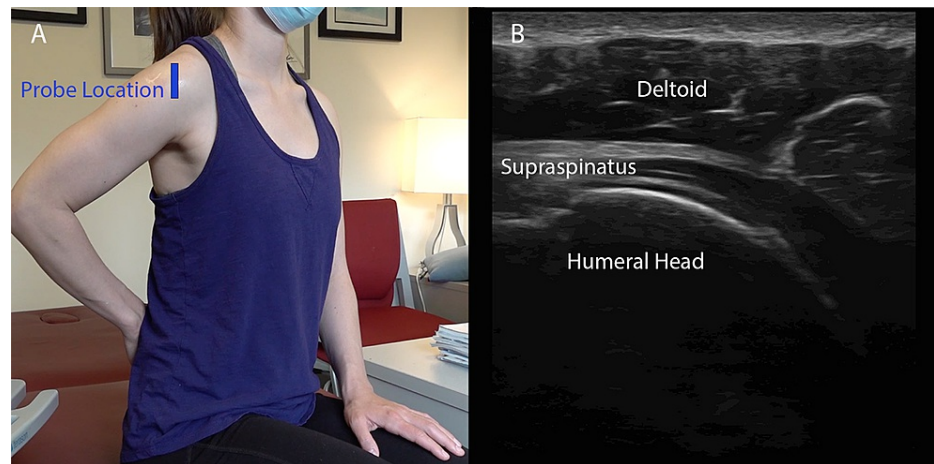 A
Probe Location
B
Deltoid
Supraspinatus
Humeral Head